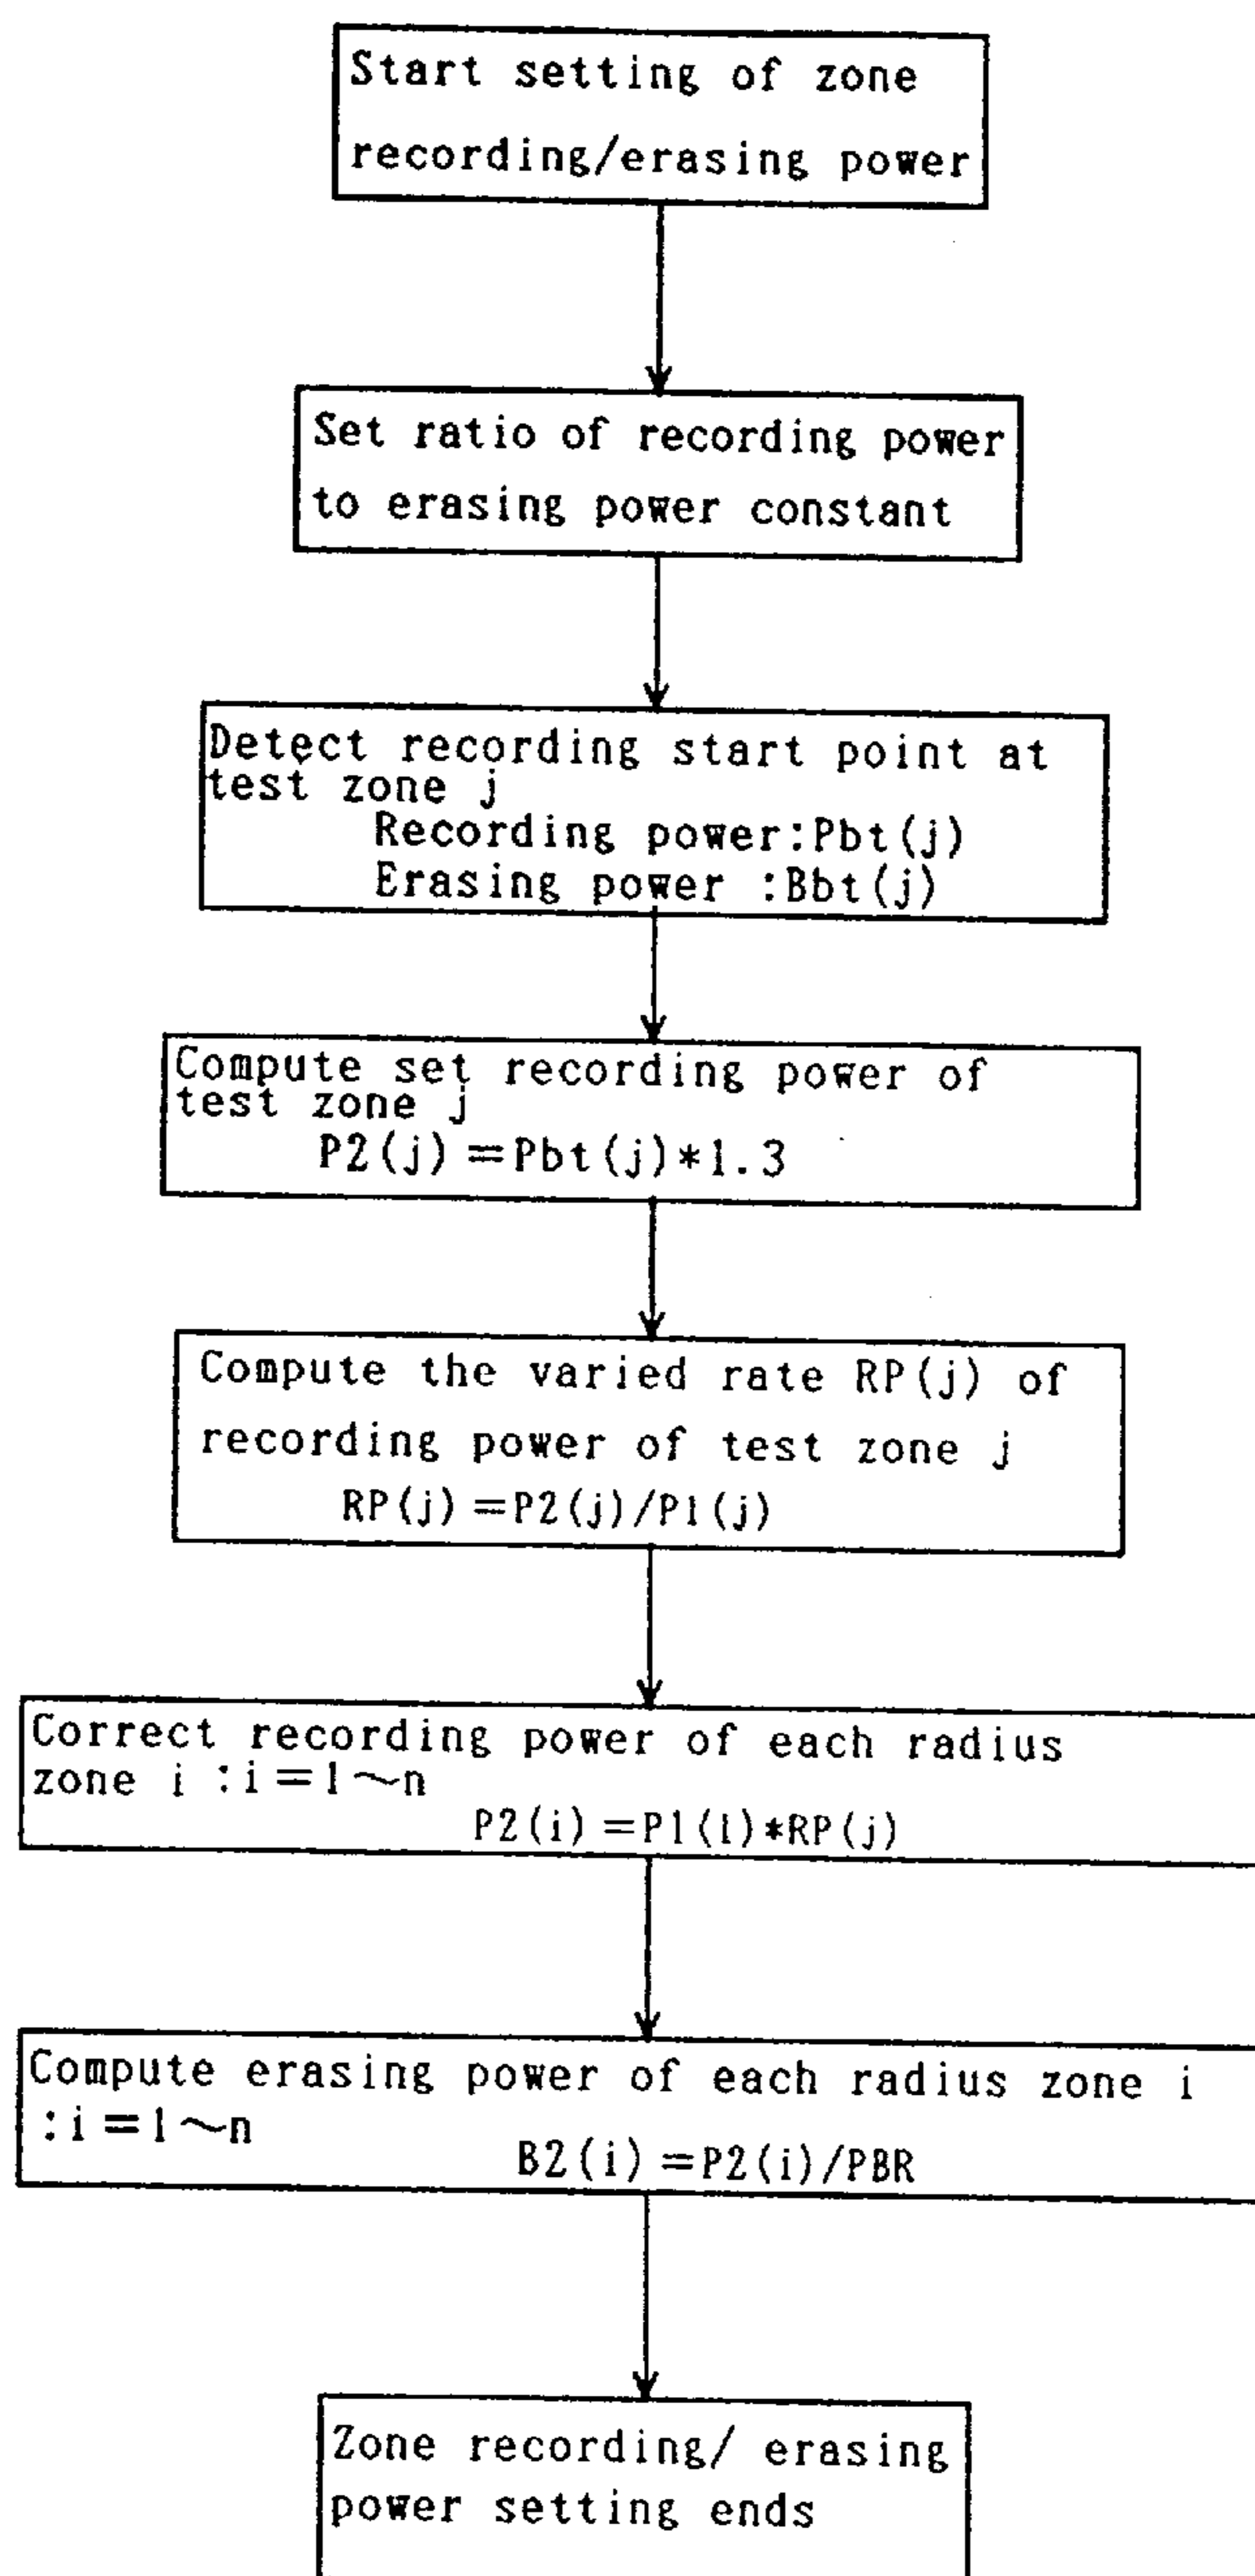 Start setting of zone
recording/erasing power
Set ratio of recording power
to erasing power constant
Detect recording start point at
test zone j
Recording power:Pbt(j)
Erasing power :Bbt(j)
Compute set recording power of
test zone j
P2(j)=Pbt(j)*1.3
Compute the varied rate RP(j) of
recording power of test zone j
RP(j)=P2(j)/P1(j)
Correct recording power of each radius
zone i :i=1~n
P2(i)=P1(i)*RP(j)
Compute erasing power of each radius zone i
:i=1~n
B2(i)=P2(i)/PBR
Zone recording/ erasing
power setting ends